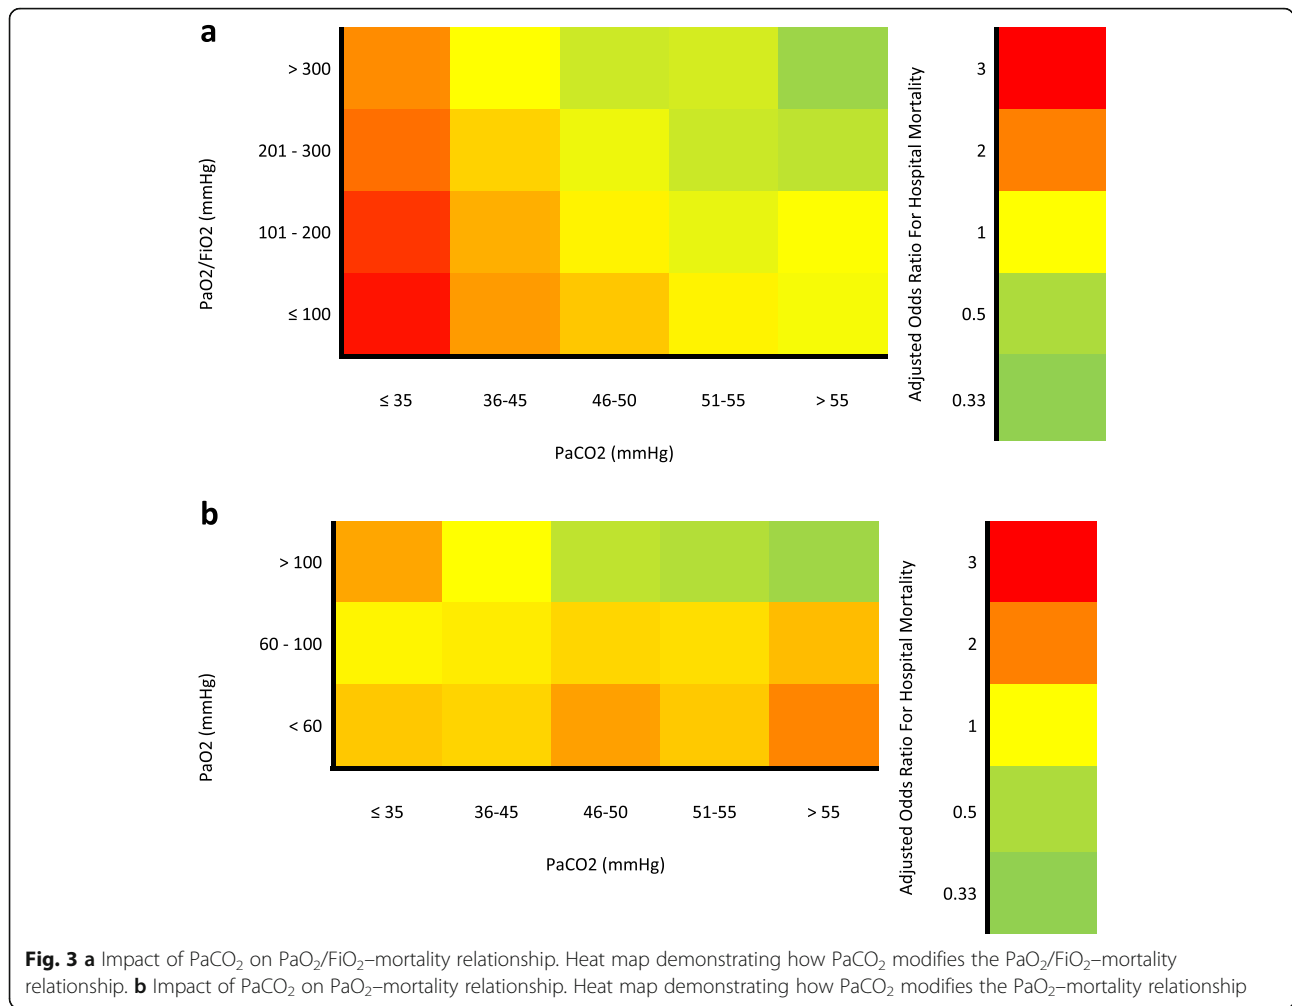 a
> 300
201 - 300
101 - 200
≤ 100
PaO2/FiO2 (mmHg)
≤ 35 36-45 46-50 51-55 > 55
PaCO2 (mmHg)
Adjusted Odds Ratio For Hospital Mortality
3
2
1
0.5
0.33
b
> 100
60 - 100
< 60
PaO2 (mmHg)
≤ 35 36-45 46-50 51-55 > 55
PaCO2 (mmHg)
Adjusted Odds Ratio For Hospital Mortality
3
2
1
0.5
0.33
Fig. 3 a Impact of PaCO₂ on PaO₂/FiO₂–mortality relationship. Heat map demonstrating how PaCO₂ modifies the PaO₂/FiO₂–mortality
relationship. b Impact of PaCO₂ on PaO₂–mortality relationship. Heat map demonstrating how PaCO₂ modifies the PaO₂–mortality relationship